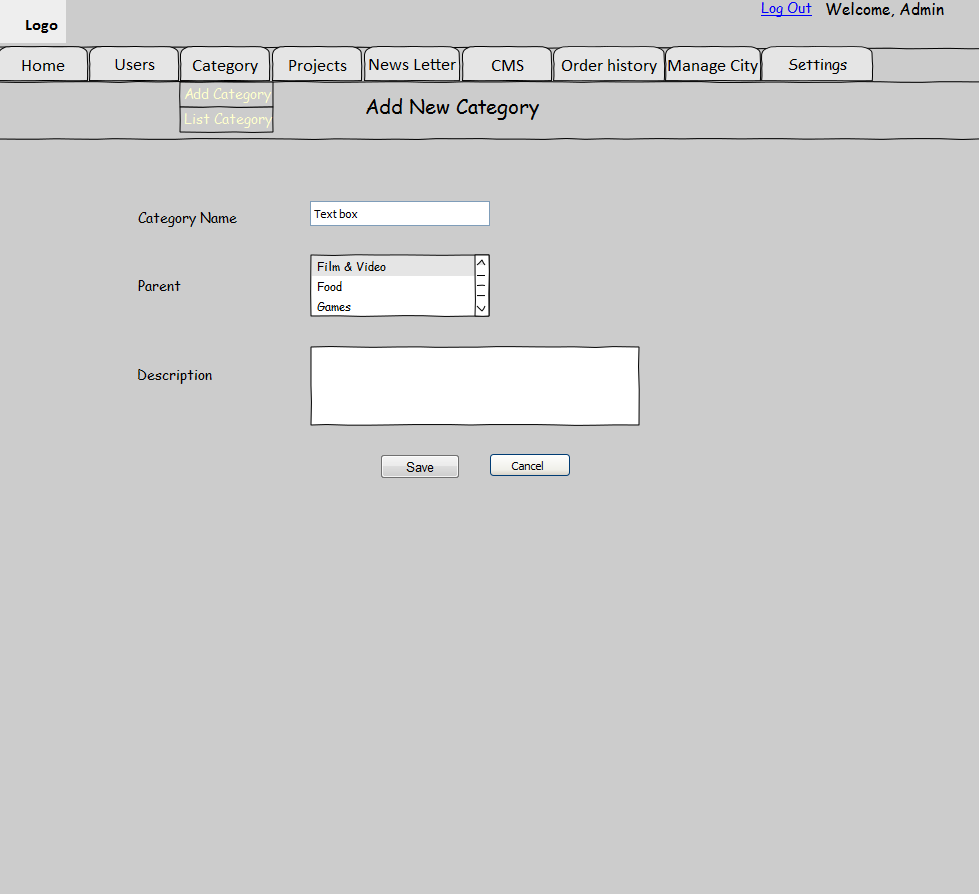 Logo
Log Out Welcome, Admin
Home Users Category Projects News Letter CMS Order history Manage City Settings
Add Category
Add New Category
List Category
Category Name Text box
Film & Video
Parent Food
Games
Description
Save Cancel